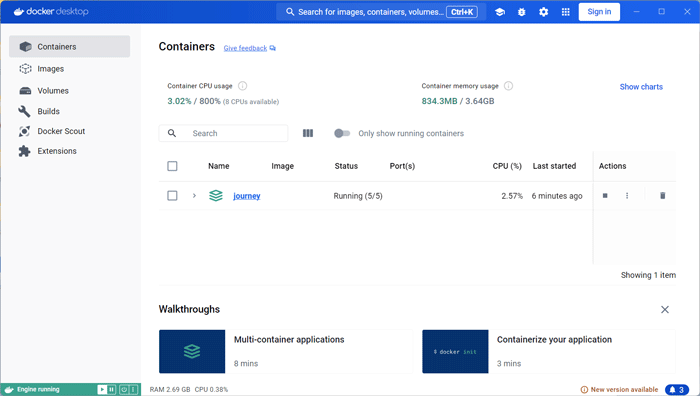 docker desktop
Search for images, containers, volumes...
Ctrl+K
Sign in
Containers
Images
Volumes
Builds
Docker Scout
Extensions
Containers
Give feedback
Container CPU usage
3.02% / 800% (8 CPUs available)
Container memory usage
834.3MB / 3.64GB
Show charts
Search
Only show running containers
Name Image Status Port(s) CPU (%) Last started Actions
journey Running (5/5) 2.57% 6 minutes ago
Showing 1 item
Walkthroughs
Multi-container applications
8 mins
$ docker init
Containerize your application
3 mins
Engine running
RAM 2.69 GB CPU 0.38%
New version available
3